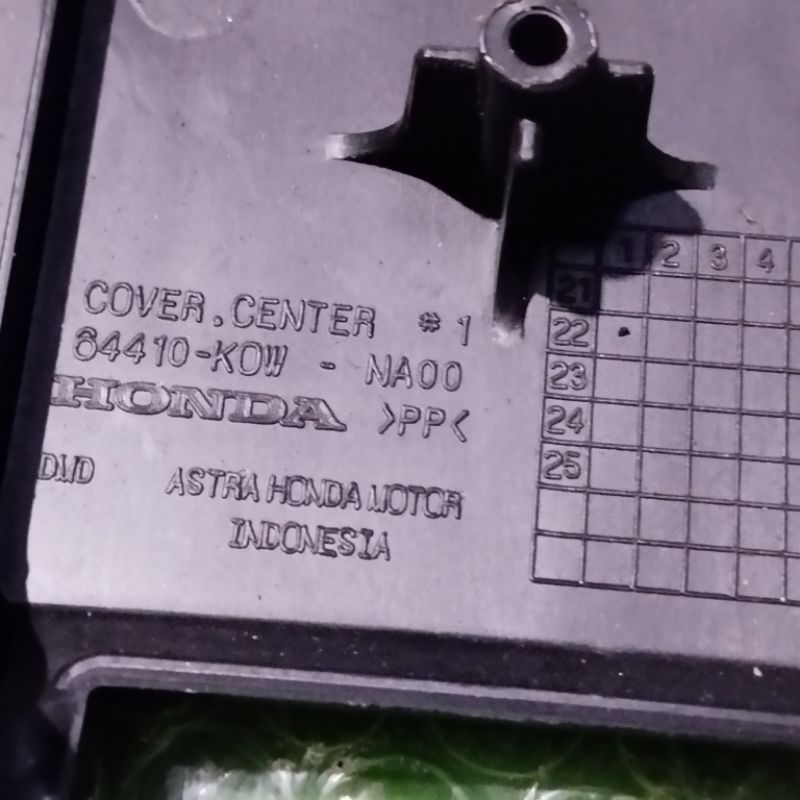 COVER, CENTER #1
64410-K0W - NA00
HONDA >PP<
DMD ASTRA HONDA MOTOR
INDONESIA
1 2 3 4
21
22
23
24
25